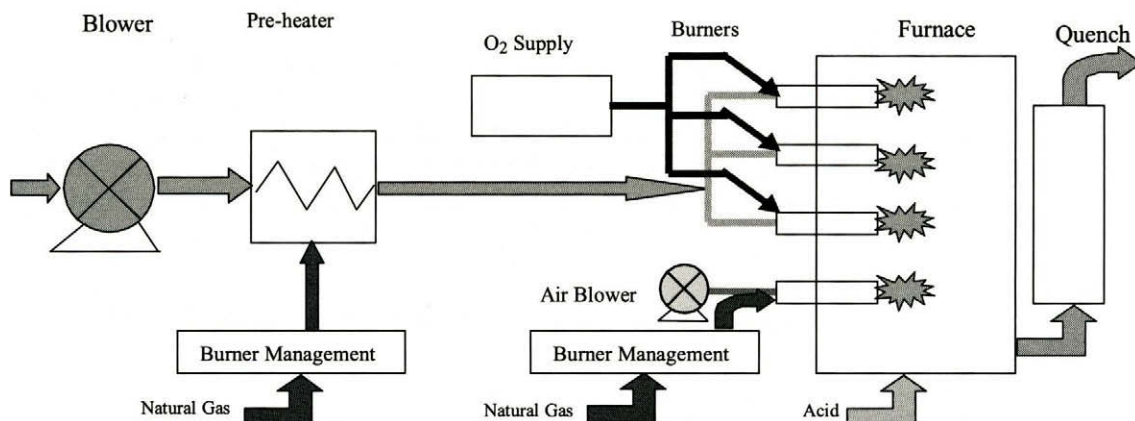 Blower
Pre-heater
O₂ Supply
Burners
Furnace
Quench
Air Blower
Burner Management
Burner Management
Natural Gas
Natural Gas
Acid